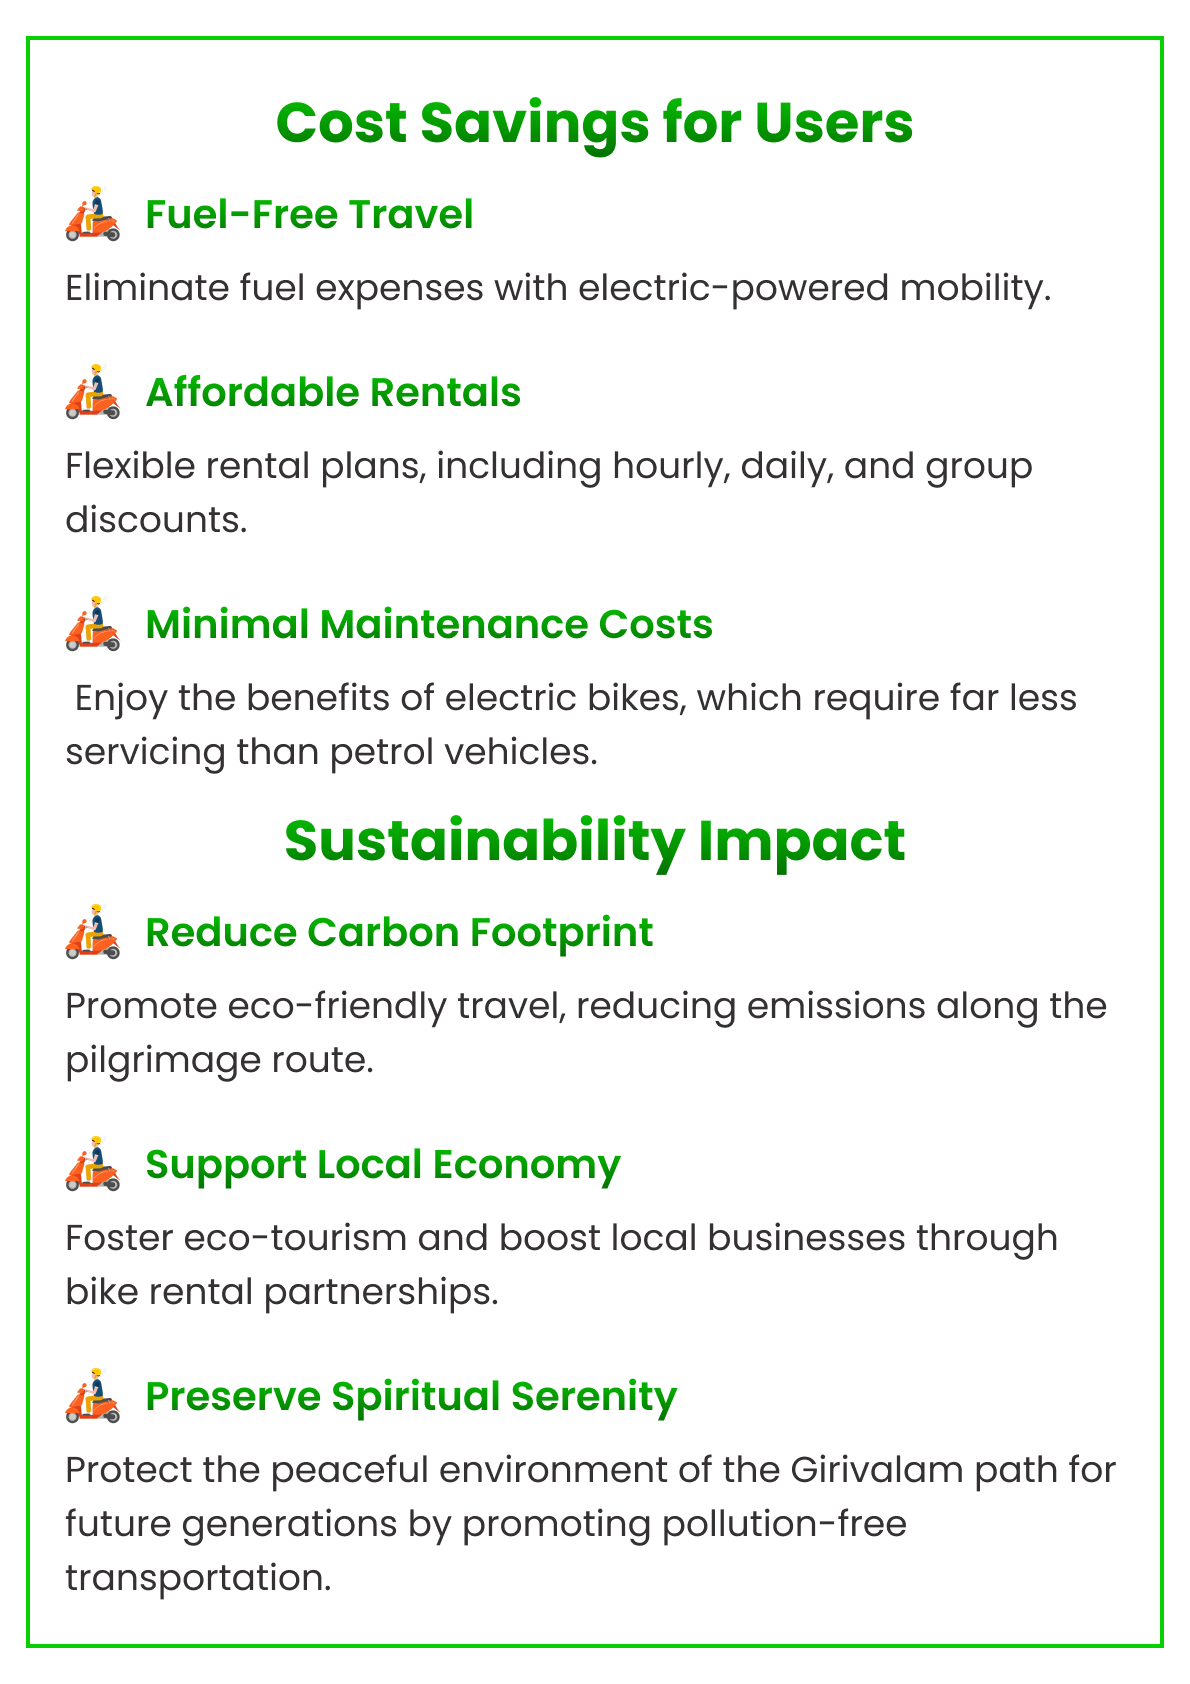 Cost Savings for Users
Fuel-Free Travel
Eliminate fuel expenses with electric-powered mobility.
Affordable Rentals
Flexible rental plans, including hourly, daily, and group
discounts.
Minimal Maintenance Costs
Enjoy the benefits of electric bikes, which require far less
servicing than petrol vehicles.
Sustainability Impact
Reduce Carbon Footprint
Promote eco-friendly travel, reducing emissions along the
pilgrimage route.
Support Local Economy
Foster eco-tourism and boost local businesses through
bike rental partnerships.
Preserve Spiritual Serenity
Protect the peaceful environment of the Girivalam path for
future generations by promoting pollution-free
transportation.